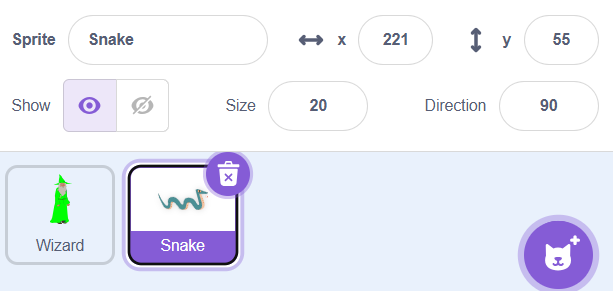 Sprite Snake x 221 y 55
Show Size 20 Direction 90
Wizard Snake